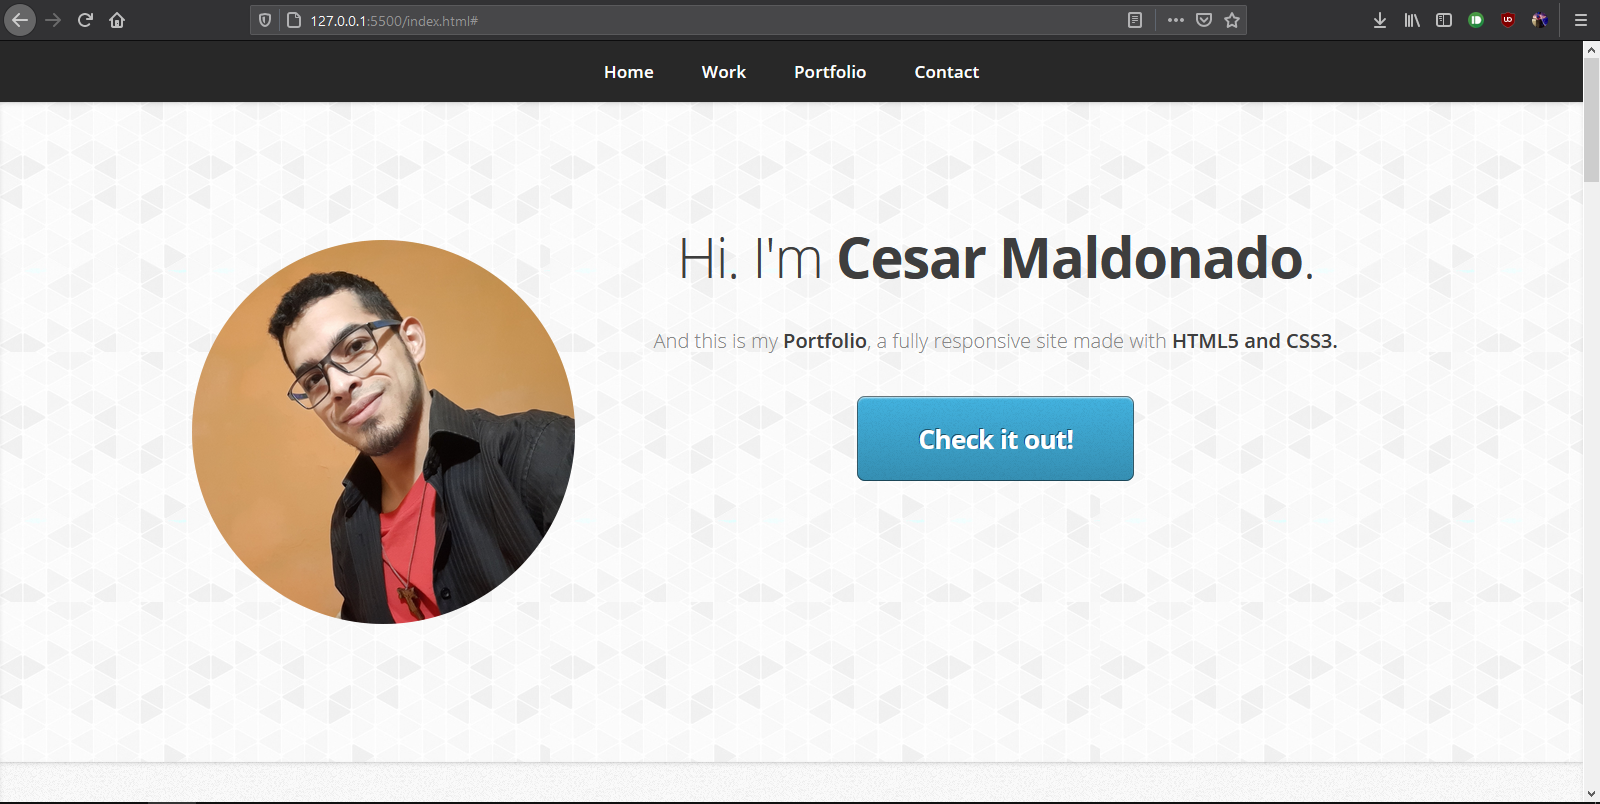 127.0.0.1:5500/index.html#
Home Work Portfolio Contact
Hi. I'm Cesar Maldonado.
And this is my Portfolio, a fully responsive site made with HTML5 and CSS3.
Check it out!